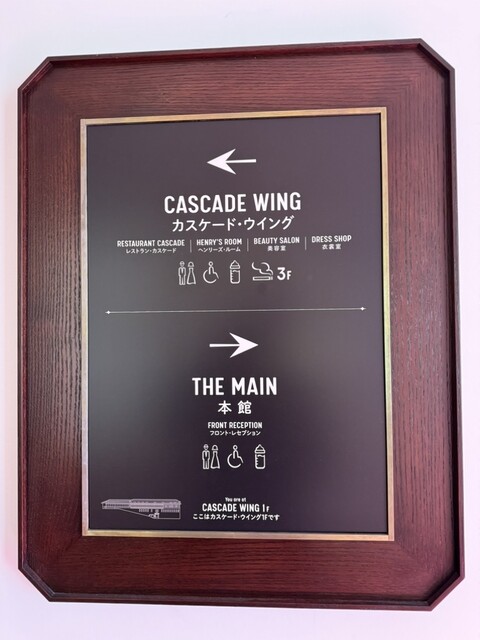 CASCADE WING
カスケード・ウイング
RESTAURANT CASCADE | HENRY'S ROOM | BEAUTY SALON | DRESS SHOP
レストラン・カスケード ヘンリーズ・ルーム 美容室 衣裳室
3F
THE MAIN
本館
FRONT RECEPTION
フロント・レセプション
You are at
CASCADE WING 1F
ここはカスケード・ウイング1Fです